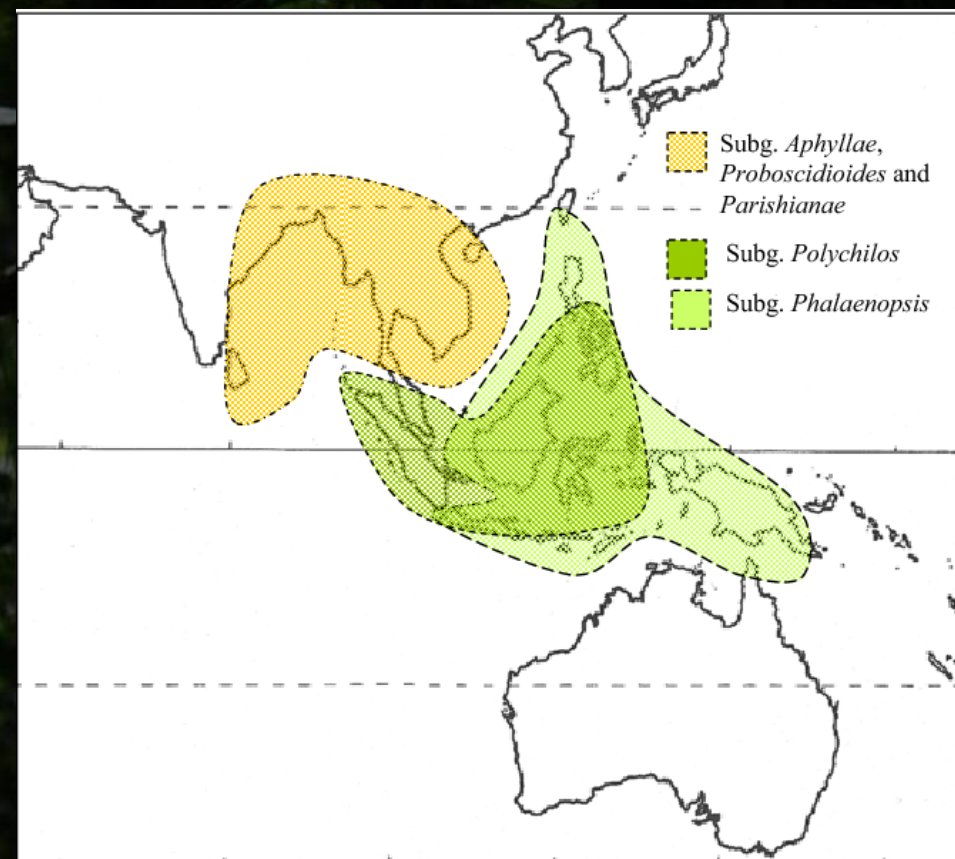 Subg. Aphyllae,
Proboscidioides and
Parishianae
Subg. Polychilos
Subg. Phalaenopsis